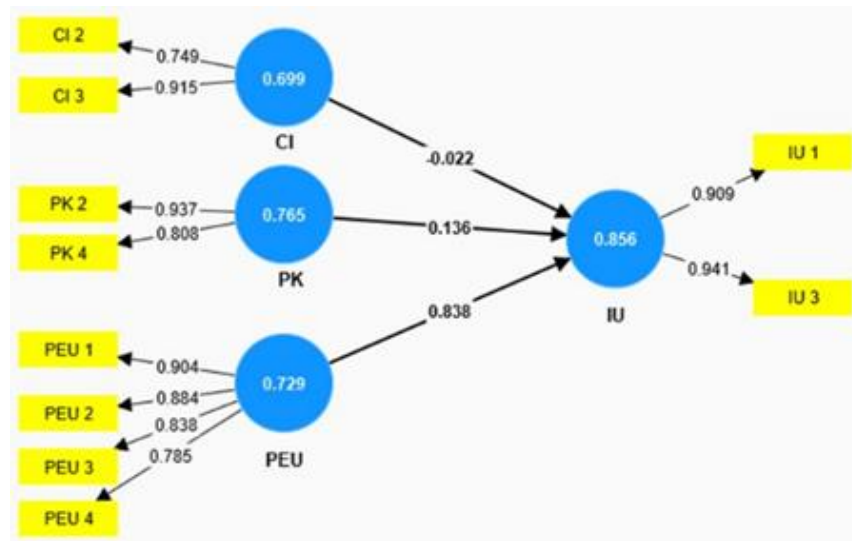 CI 2
0.749
CI 3
0.915
0.699
CI
-0.022
PK 2
0.937
PK 4
0.808
0.765
PK
0.136
PEU 1
0.904
PEU 2
0.884
PEU 3
0.838
PEU 4
0.785
0.729
PEU
0.838
0.856
IU
0.909
IU 1
0.941
IU 3